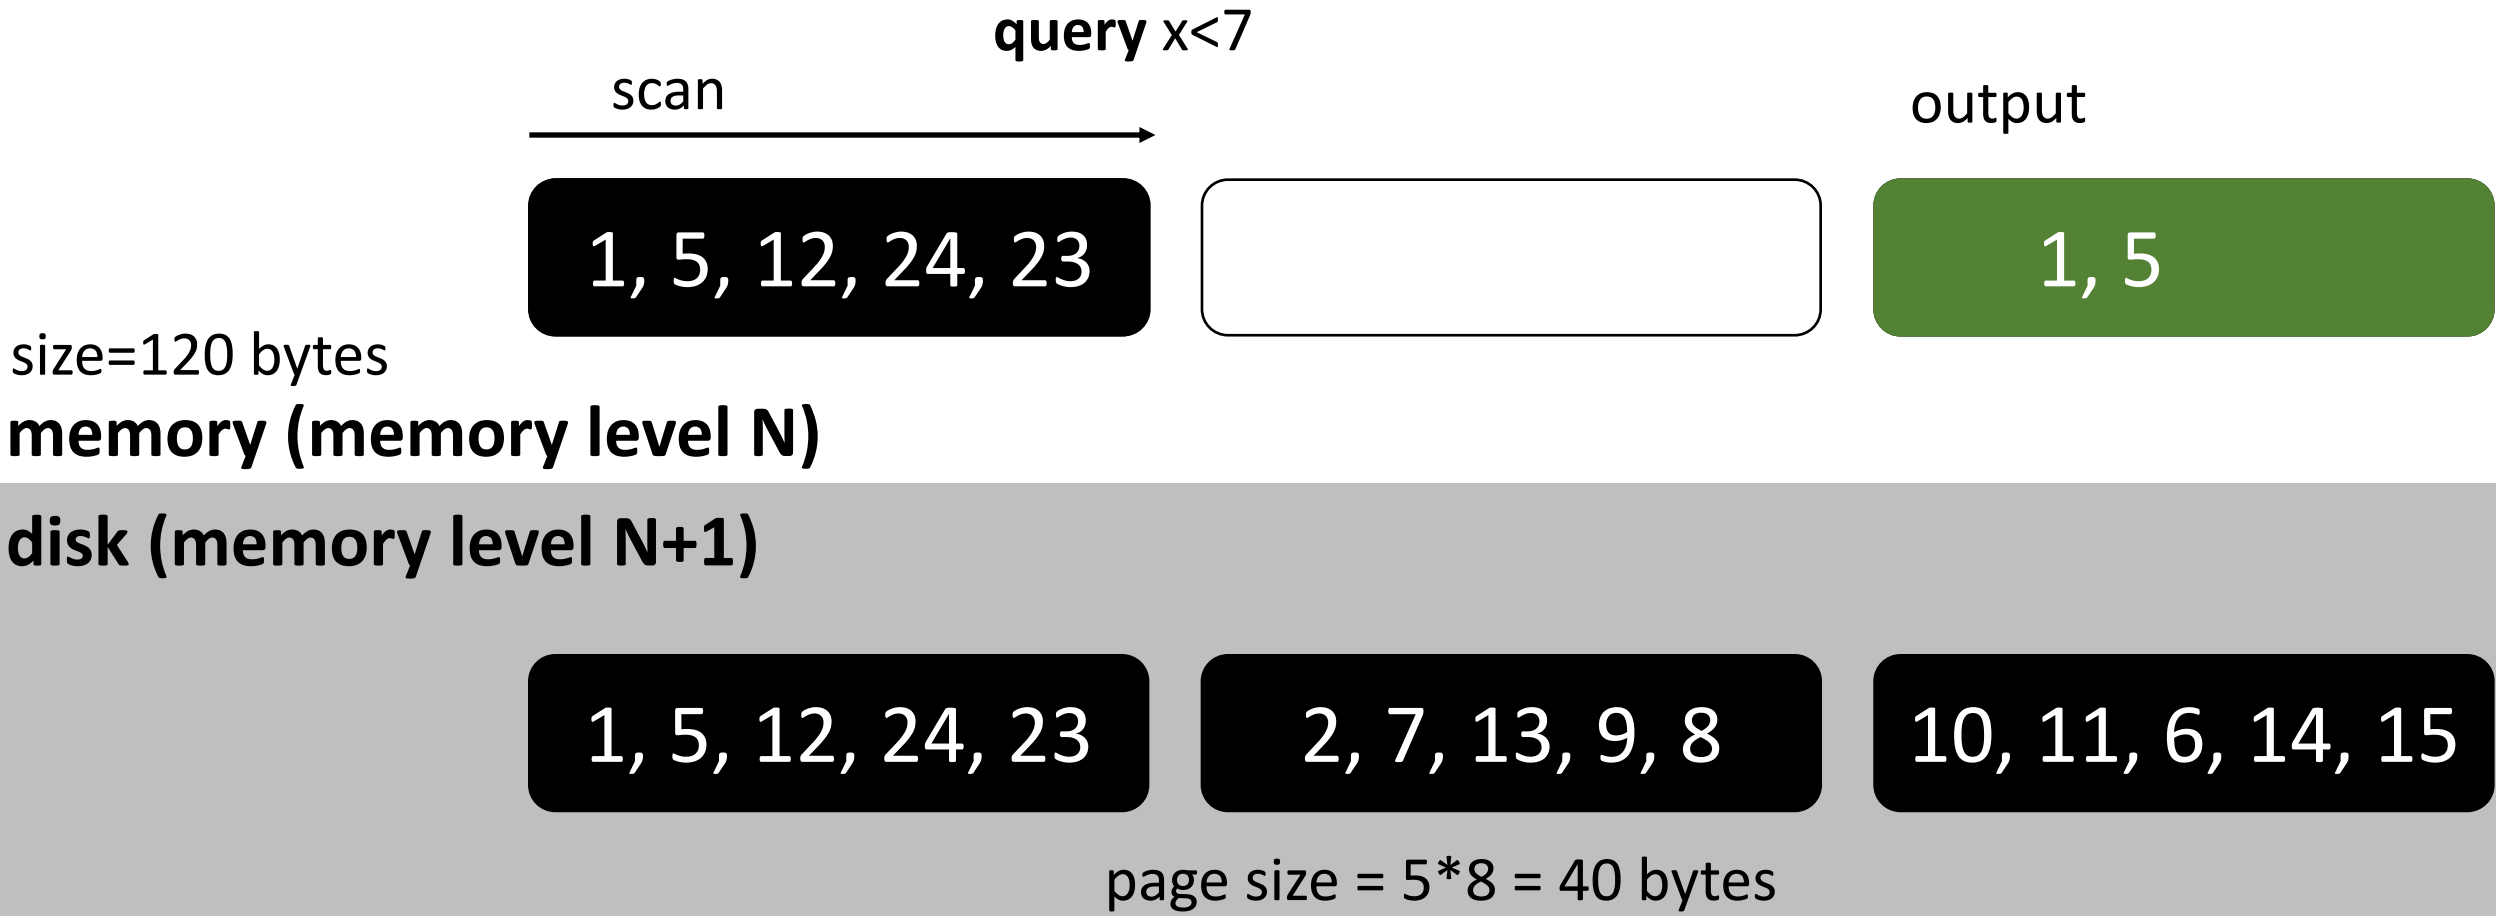 query x<7
scan
output
1, 5, 12, 24, 23
1, 5
size=120 bytes
memory (memory level N)
disk (memory level N+1)
1, 5, 12, 24, 23
2, 7, 13, 9, 8
10, 11, 6, 14, 15
page size = 5*8 = 40 bytes